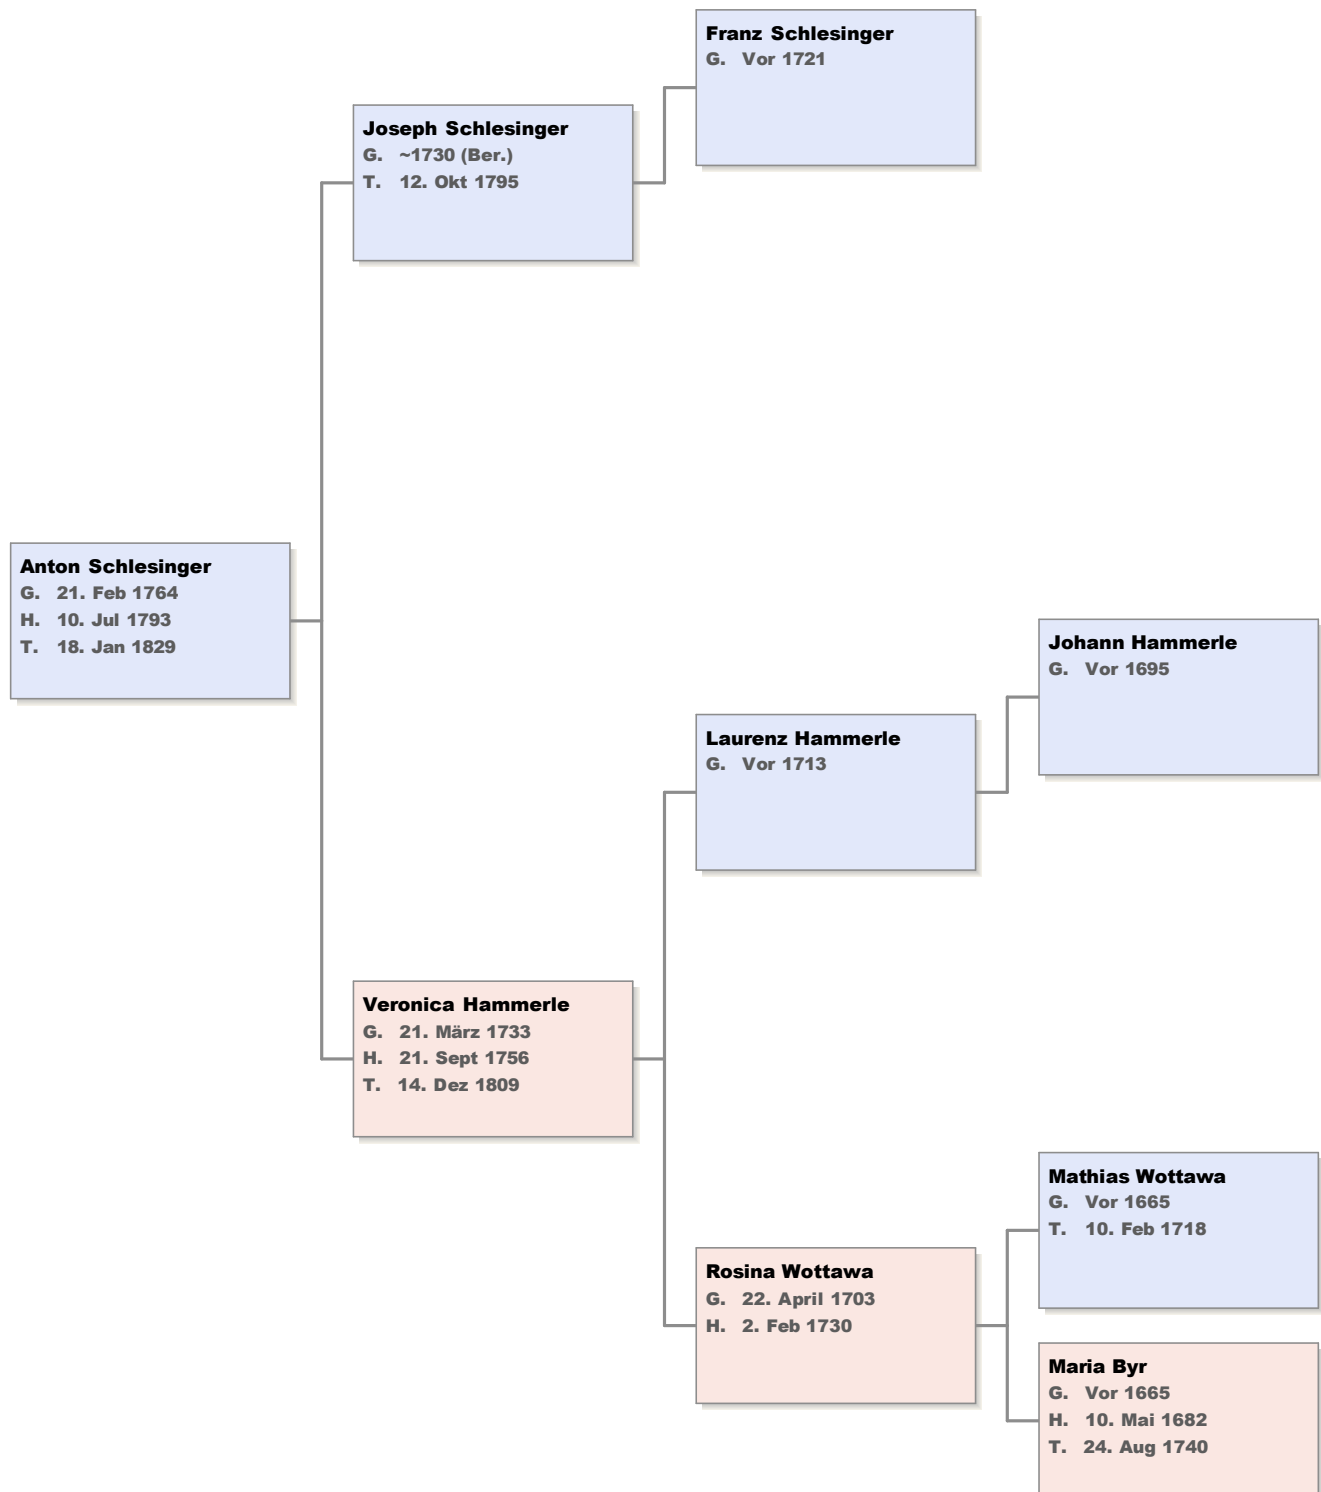 Franz Schlesinger
G. Vor 1721
Joseph Schlesinger
G. ~1730 (Ber.)
T. 12. Okt 1795
Anton Schlesinger
G. 21. Feb 1764
H. 10. Jul 1793
T. 18. Jan 1829
Johann Hammerle
G. Vor 1695
Laurenz Hammerle
G. Vor 1713
Veronica Hammerle
G. 21. März 1733
H. 21. Sept 1756
T. 14. Dez 1809
Mathias Wottawa
G. Vor 1665
T. 10. Feb 1718
Rosina Wottawa
G. 22. April 1703
H. 2. Feb 1730
Maria Byr
G. Vor 1665
H. 10. Mai 1682
T. 24. Aug 1740